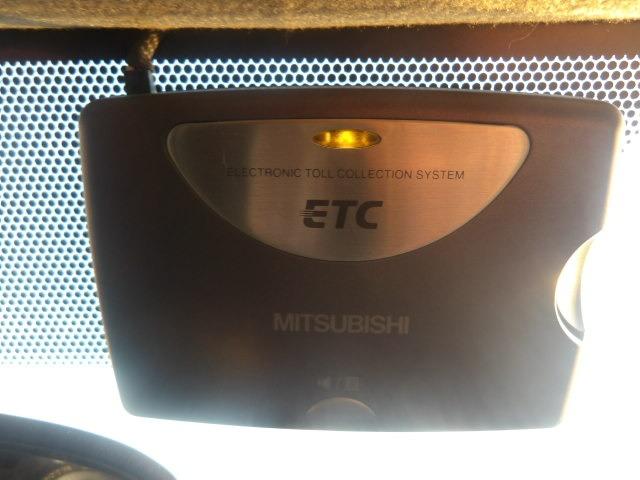 ELECTRONIC TOLL COLLECTION SYSTEM
ETC
MITSUBISHI